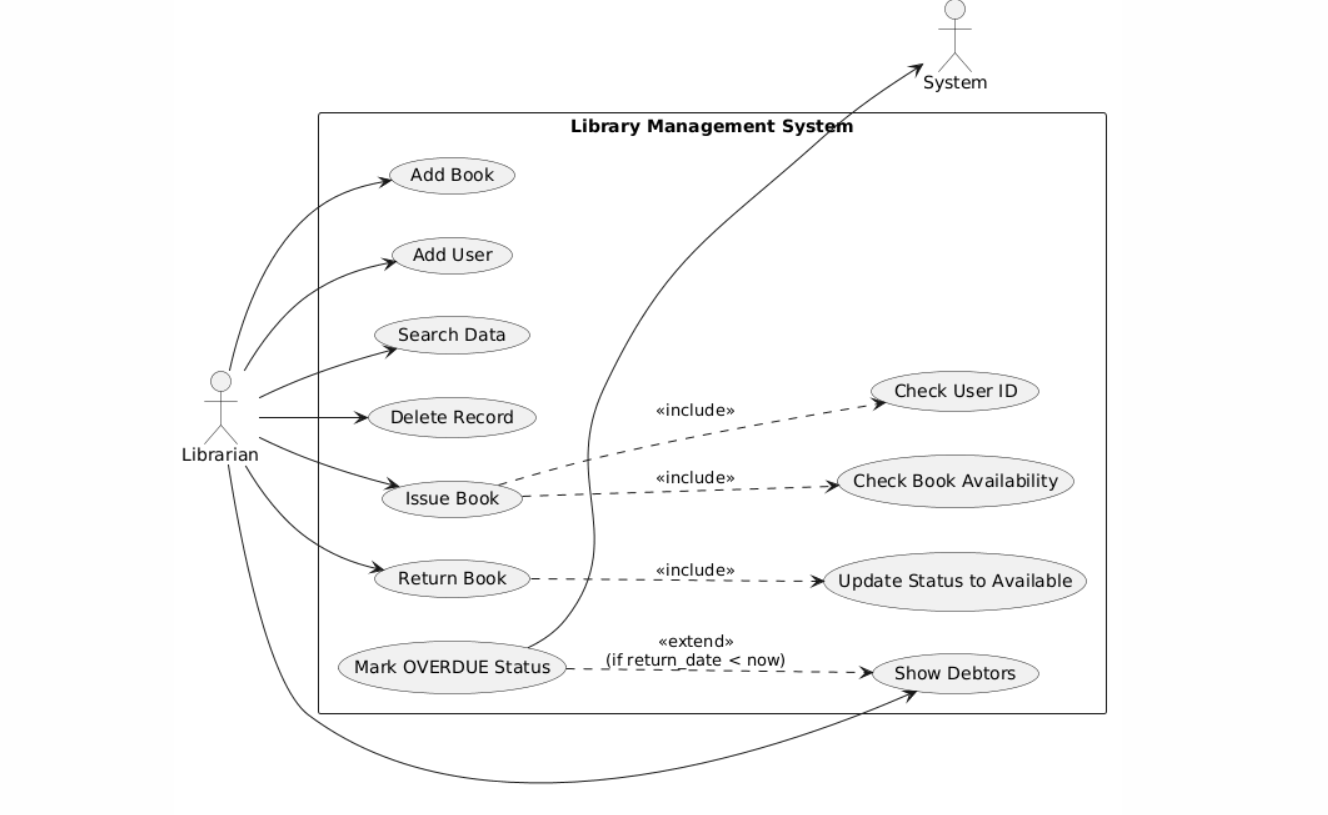 System
Library Management System
Add Book
Add User
Search Data
Delete Record
Librarian
Issue Book
Return Book
Mark OVERDUE Status
«include»
Check User ID
«include»
Check Book Availability
«include»
Update Status to Available
«extend»
(if return_date < now)
Show Debtors